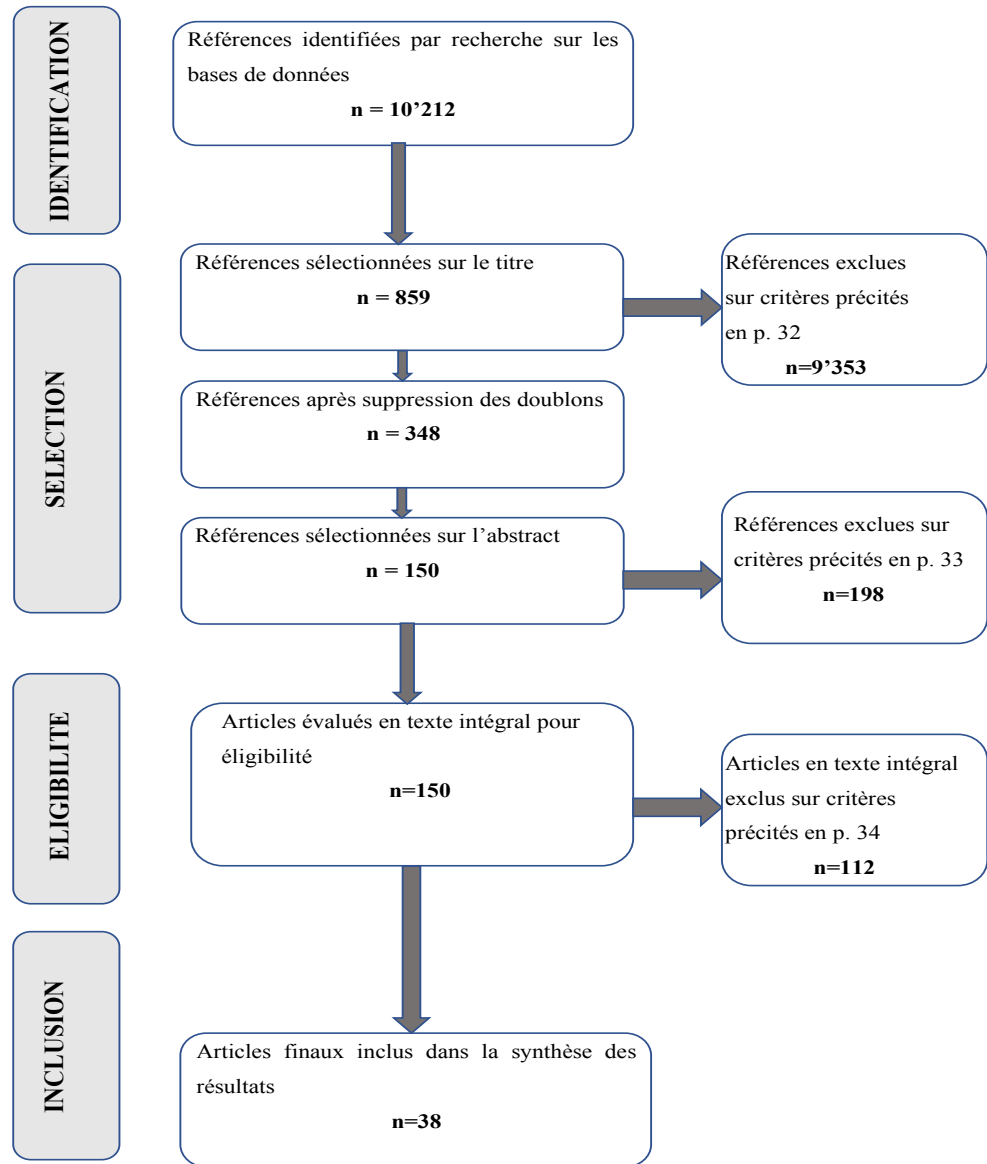 IDENTIFICATION
Références identifiées par recherche sur les
bases de données
n = 10’212
SELECTION
Références sélectionnées sur le titre
n = 859
Références exclues
sur critères précités
en p. 32
n=9’353
Références après suppression des doublons
n = 348
Références sélectionnées sur l’abstract
n = 150
Références exclues sur
critères précités en p. 33
n=198
ELIGIBILITE
Articles évalués en texte intégral pour
éligibilité
n=150
Articles en texte intégral
exclus sur critères
précités en p. 34
n=112
INCLUSION
Articles finaux inclus dans la synthèse des
résultats
n=38